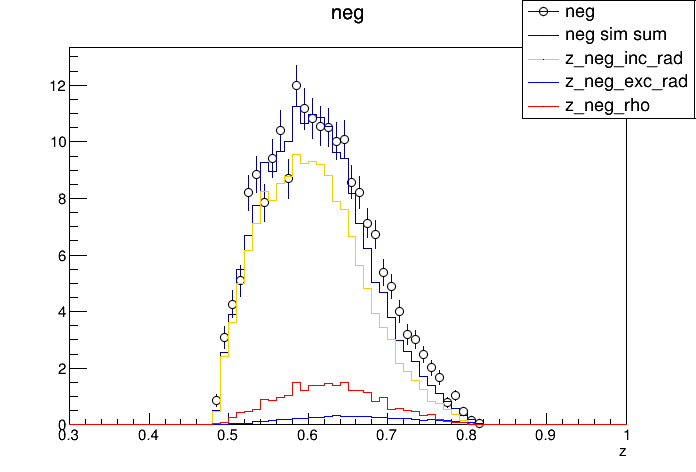 neg
neg
neg sim sum
z_neg_inc_rad
z_neg_exc_rad
z_neg_rho
12
10
8
6
4
2
0
0.3
0.4
0.5
0.6
0.7
0.8
0.9
1
z